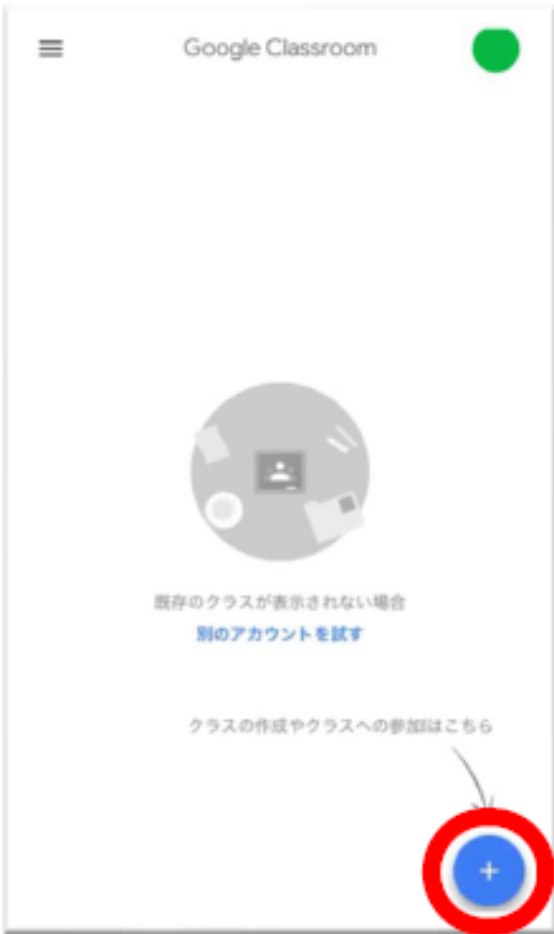 Google Classroom
既存のクラスが表示されない場合
別のアカウントを試す
クラスの作成やクラスへの参加はこちら
+